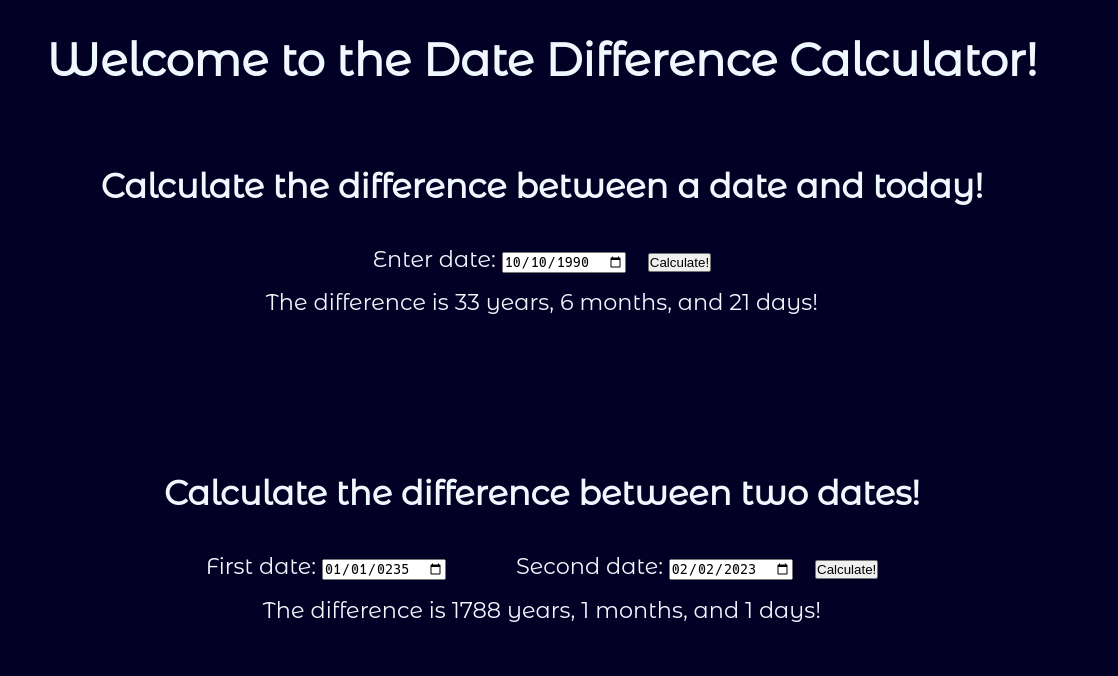 Welcome to the Date Difference Calculator!
Calculate the difference between a date and today!
Enter date: 10/10/1990 Calculate!
The difference is 33 years, 6 months, and 21 days!
Calculate the difference between two dates!
First date: 01/01/0235 Second date: 02/02/2023 Calculate!
The difference is 1788 years, 1 months, and 1 days!